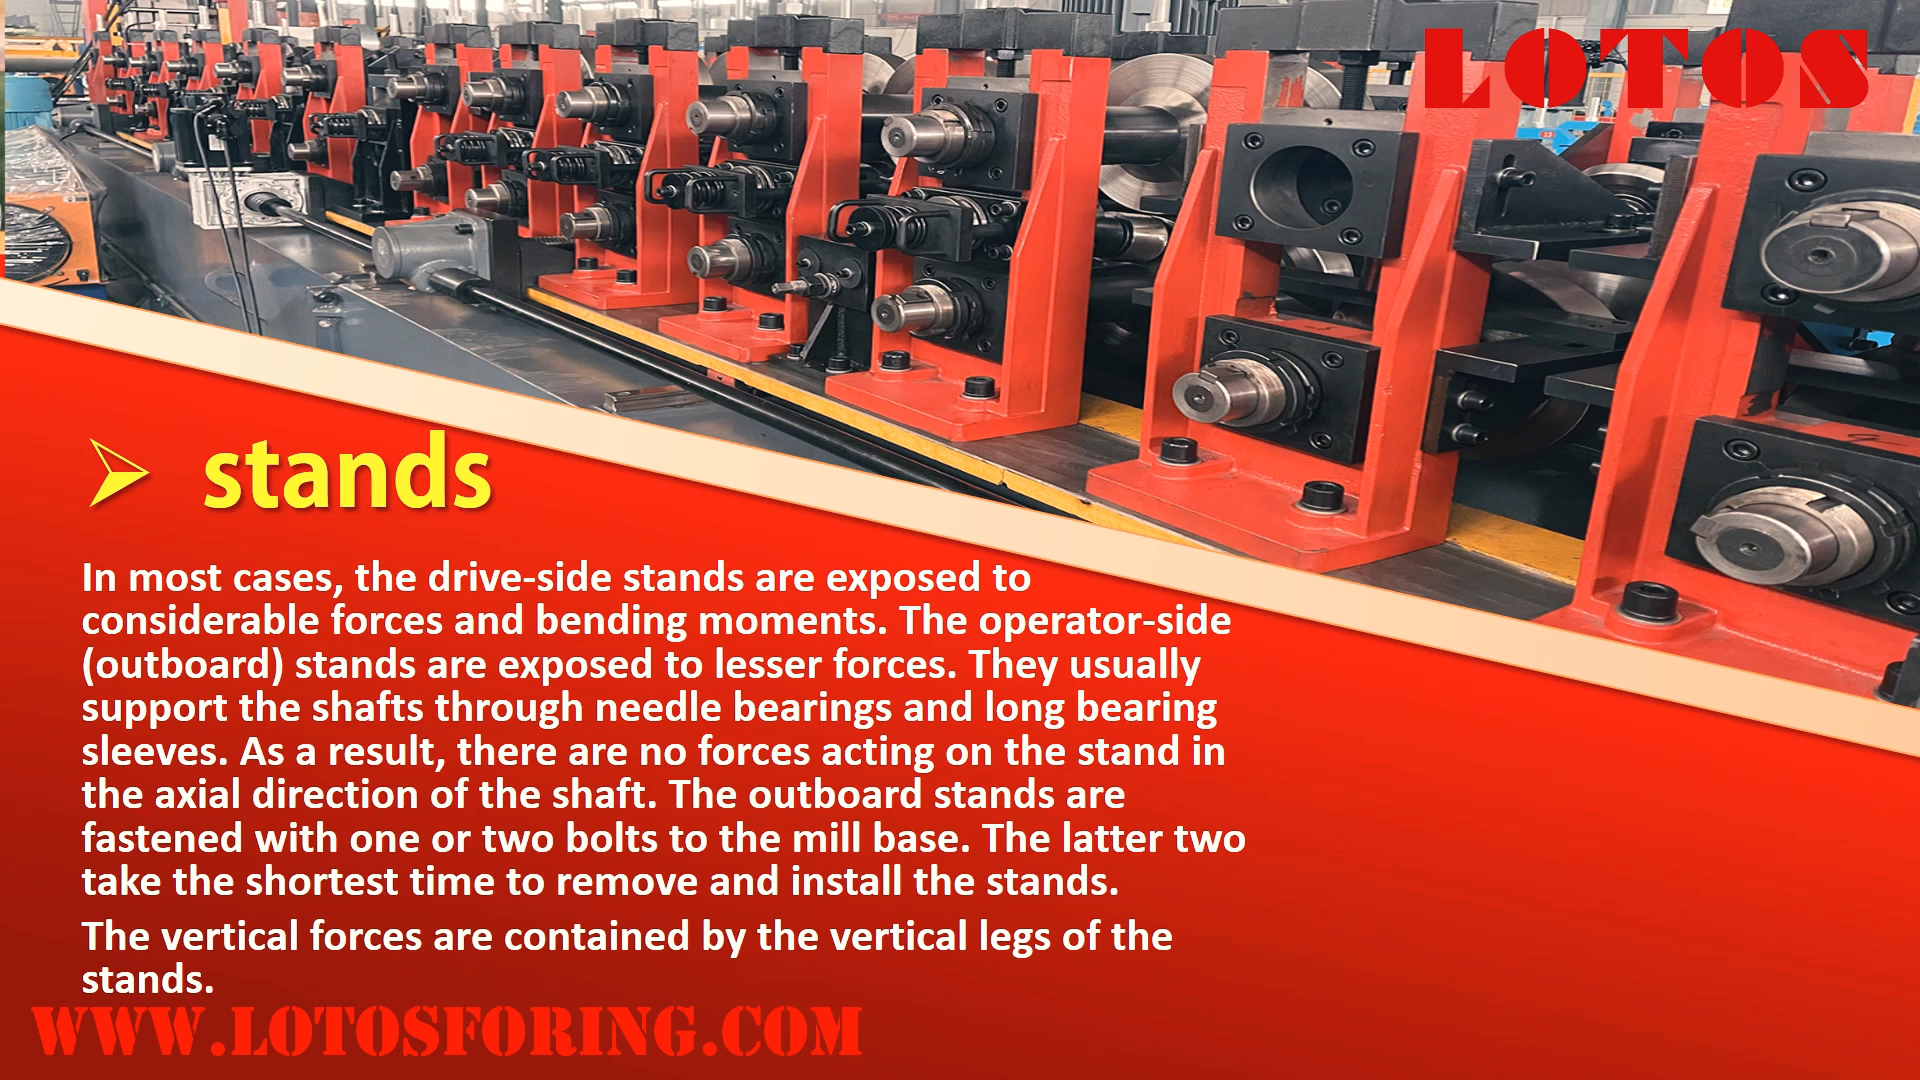 LOTOS
stands
In most cases, the drive-side stands are exposed to
considerable forces and bending moments. The operator-side
(outboard) stands are exposed to lesser forces. They usually
support the shafts through needle bearings and long bearing
sleeves. As a result, there are no forces acting on the stand in
the axial direction of the shaft. The outboard stands are
fastened with one or two bolts to the mill base. The latter two
take the shortest time to remove and install the stands.
The vertical forces are contained by the vertical legs of the
stands.
WWW.LOTOSFORING.COM